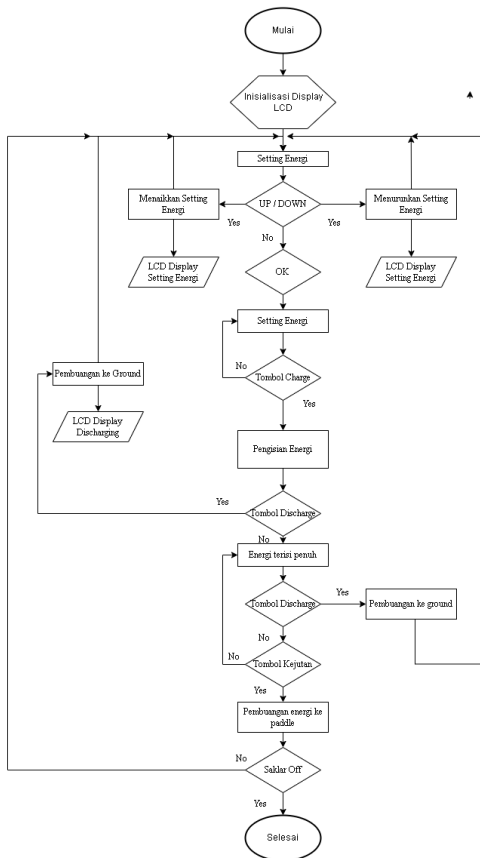 Mulai
Inisialisasi Display
LCD
Setting Energi
Menaikkan Setting
Energi
UP / DOWN
Menurunkan Setting
Energi
Yes
Yes
No
LCD Display
Setting Energi
OK
LCD Display
Setting Energi
Setting Energi
No
Pembuangan ke Ground
Tombol Charge
Yes
LCD Display
Discharging
Pengisian Energi
Yes
Tombol Discharge
No
Energi terisi penuh
Yes
Tombol Discharge
Pembuangan ke ground
No
No
Tombol Kejutan
Yes
Pembuangan energi ke
paddle
No
Saklar Off
Yes
Selesai